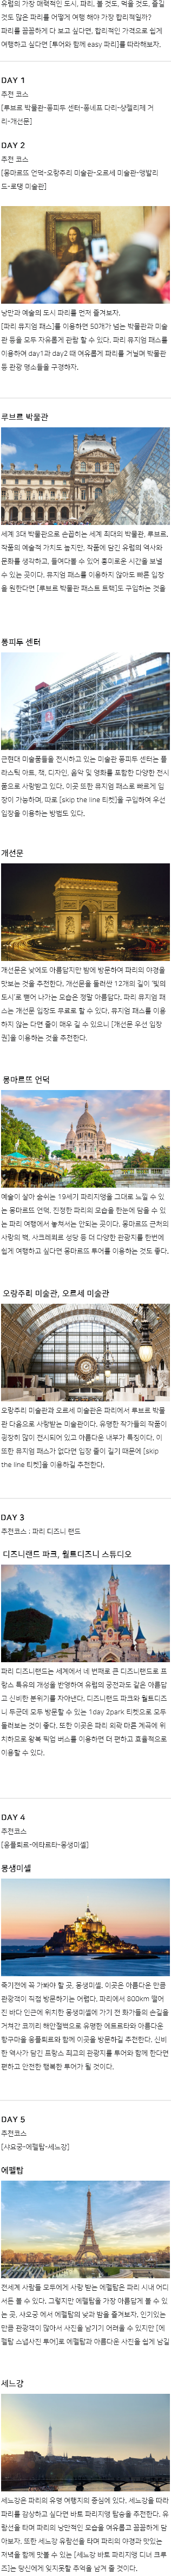 유럽의 가장 매력적인 도시, 파리. 볼 것도, 먹을 것도, 즐길
것도 많은 파리를 어떻게 여행 해야 가장 합리적일까?
파리를 꼼꼼하게 다 보고 싶다면, 합리적인 가격으로 쉽게
여행하고 싶다면 [투어와 함께 easy 파리]를 따라해보자.
DAY 1
추천 코스
[루브르 박물관-퐁피두 센터-퐁네프 다리-샹젤리제 거
리-개선문]
DAY 2
추천 코스
[몽마르뜨 언덕-오랑주리 미술관-오르세 미술관-앵발리
드-로댕 미술관]
낭만과 예술의 도시 파리를 먼저 즐겨보자.
[파리 뮤지엄 패스]를 이용하면 50개가 넘는 박물관과 미술
관 등을 모두 자유롭게 관람 할 수 있다. 파리 뮤지엄 패스를
이용하여 day1과 day2 때 여유롭게 파리를 거닐며 박물관
등 관광 명소들을 구경하자.
루브르 박물관
세계 3대 박물관으로 손꼽히는 세계 최대의 박물관, 루브르.
작품의 예술적 가치도 높지만, 작품에 담긴 유럽의 역사와
문화를 생각하고, 들여다볼 수 있어 흥미로운 시간을 보낼
수 있는 곳이다. 뮤지엄 패스를 이용하지 않아도 빠른 입장
을 원한다면 [루브르 박물관 패스트 트랙]도 구입하는 것을
퐁피두 센터
근현대 미술품들을 전시하고 있는 미술관 퐁피두 센터는 플
라스틱 아트, 책, 디자인, 음악 및 영화를 포함한 다양한 전시
품으로 사랑받고 있다. 이곳 또한 뮤지엄 패스로 빠르게 입
장이 가능하며, 따로 [skip the line 티켓]을 구입하여 우선
입장을 이용하는 방법도 있다.
개선문
개선문은 낮에도 아름답지만 밤에 방문하여 파리의 야경을
맛보는 것을 추천한다. 개선문을 둘러싼 12개의 길이 '빛의
도시'로 뻗어 나가는 모습은 정말 아름답다. 파리 뮤지엄 패
스는 개선문 입장도 무료로 할 수 있다. 뮤지엄 패스를 이용
하지 않는 다면 줄이 매우 길 수 있으니 [개선문 우선 입장
권]을 이용하는 것을 추천한다.
몽마르뜨 언덕
예술이 살아 숨쉬는 19세기 파리지앵을 그대로 느낄 수 있
는 몽마르뜨 언덕. 진정한 파리의 모습을 한눈에 담을 수 있
는 파리 여행에서 놓쳐서는 안되는 곳이다. 몽마르뜨 근처의
사랑의 벽, 사크레쾨르 성당 등 더 다양한 관광지를 한번에
쉽게 여행하고 싶다면 몽마르뜨 투어를 이용하는 것도 좋다.
오랑주리 미술관, 오르세 미술관
오랑주리 미술관과 오르세 미술관은 파리에서 루브르 박물
관 다음으로 사랑받는 미술관이다. 유명한 작가들의 작품이
굉장히 많이 전시되어 있고 아름다운 내부가 특징이다. 이
또한 뮤지엄 패스가 없다면 입장 줄이 길기 때문에 [skip
the line 티켓]을 이용하길 추천한다.
DAY 3
추천코스 : 파리 디즈니 랜드
디즈니랜드 파크, 월트디즈니 스튜디오
파리 디즈니랜드는 세계에서 네 번째로 큰 디즈니랜드로 프
랑스 특유의 개성을 반영하여 유럽의 궁전과도 같은 아름답
고 신비한 분위기를 자아낸다. 디즈니랜드 파크와 월트디즈
니 두군데 모두 방문할 수 있는 1day 2park 티켓으로 모두
둘러보는 것이 좋다. 또한 이곳은 파리 외곽 마른 계곡에 위
치하므로 왕복 픽업 버스를 이용하면 더 편하고 효율적으로
이용할 수 있다.
DAY 4
추천코스
[옹플뢰르-에타르타-몽생미셸]
몽생미셸
죽기전에 꼭 가봐야 할 곳, 몽생미셸. 이곳은 아름다운 만큼
관광객이 직접 방문하기는 어렵다. 파리에서 800km 떨어
진 바다 인근에 위치한 몽생미셸에 가기 전 화가들의 손길을
거쳐간 코끼리 해안절벽으로 유명한 에트르타와 아름다운
항구마을 옹플뢰르와 함께 이곳을 방문하길 추천한다. 신비
한 역사가 담긴 프랑스 최고의 관광지를 투어와 함께 한다면
편하고 안전한 행복한 투어가 될 것이다.
DAY 5
추천코스
[사요궁-에펠탑-세느강]
에펠탑
전세계 사람들 모두에게 사랑 받는 에펠탑은 파리 시내 어디
서든 볼 수 있다. 그렇지만 에펠탑을 가장 아름답게 볼 수 있
는 곳, 샤오궁 에서 에펠탑의 낮과 밤을 즐겨보자. 인기있는
만큼 관광객이 많아서 사진을 남기기 어려울 수 있지만 [에
펠탑 스냅사진 투어]로 에펠탑과 아름다운 사진을 쉽게 남길
세느강
세느강은 파리의 유명 여행지의 중심에 있다. 세느강을 따라
파리를 감상하고 싶다면 바토 파리지앵 탑승을 추천한다. 유
람선을 타며 파리의 낭만적인 모습을 여유롭고 꼼꼼하게 담
아보자. 또한 세느강 유람선을 타며 파리의 야경과 맛있는
저녁을 함께 맛볼 수 있는 [세느강 바토 파리지앵 디너 크루
즈]는 당신에게 잊지못할 추억을 남겨 줄 것이다.